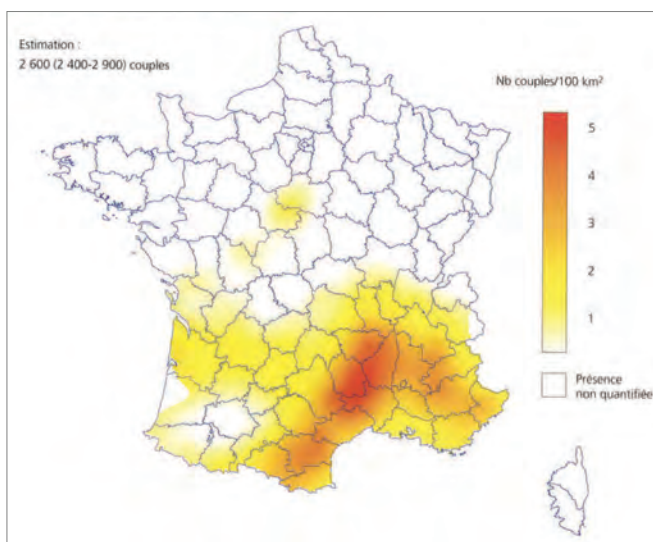 Estimation :
2 600 (2 400-2 900) couples
Nb couples/100 km²
5
4
3
2
1
Présence
non quantifiée